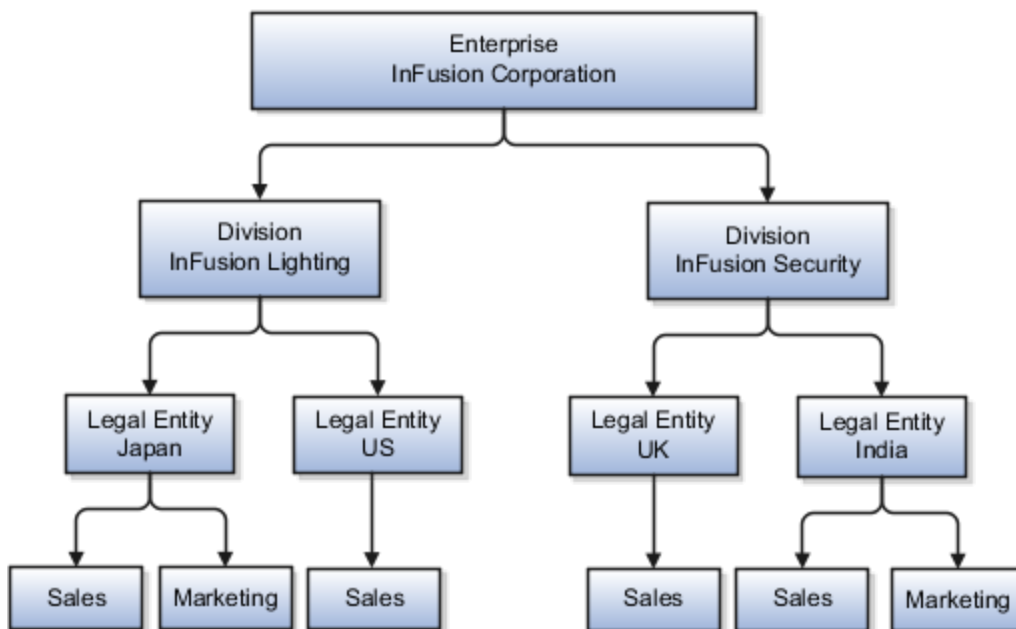 Enterprise
InFusion Corporation
Division
InFusion Lighting
Division
InFusion Security
Legal Entity
Japan
Legal Entity
US
Legal Entity
UK
Legal Entity
India
Sales
Marketing
Sales
Sales
Sales
Marketing